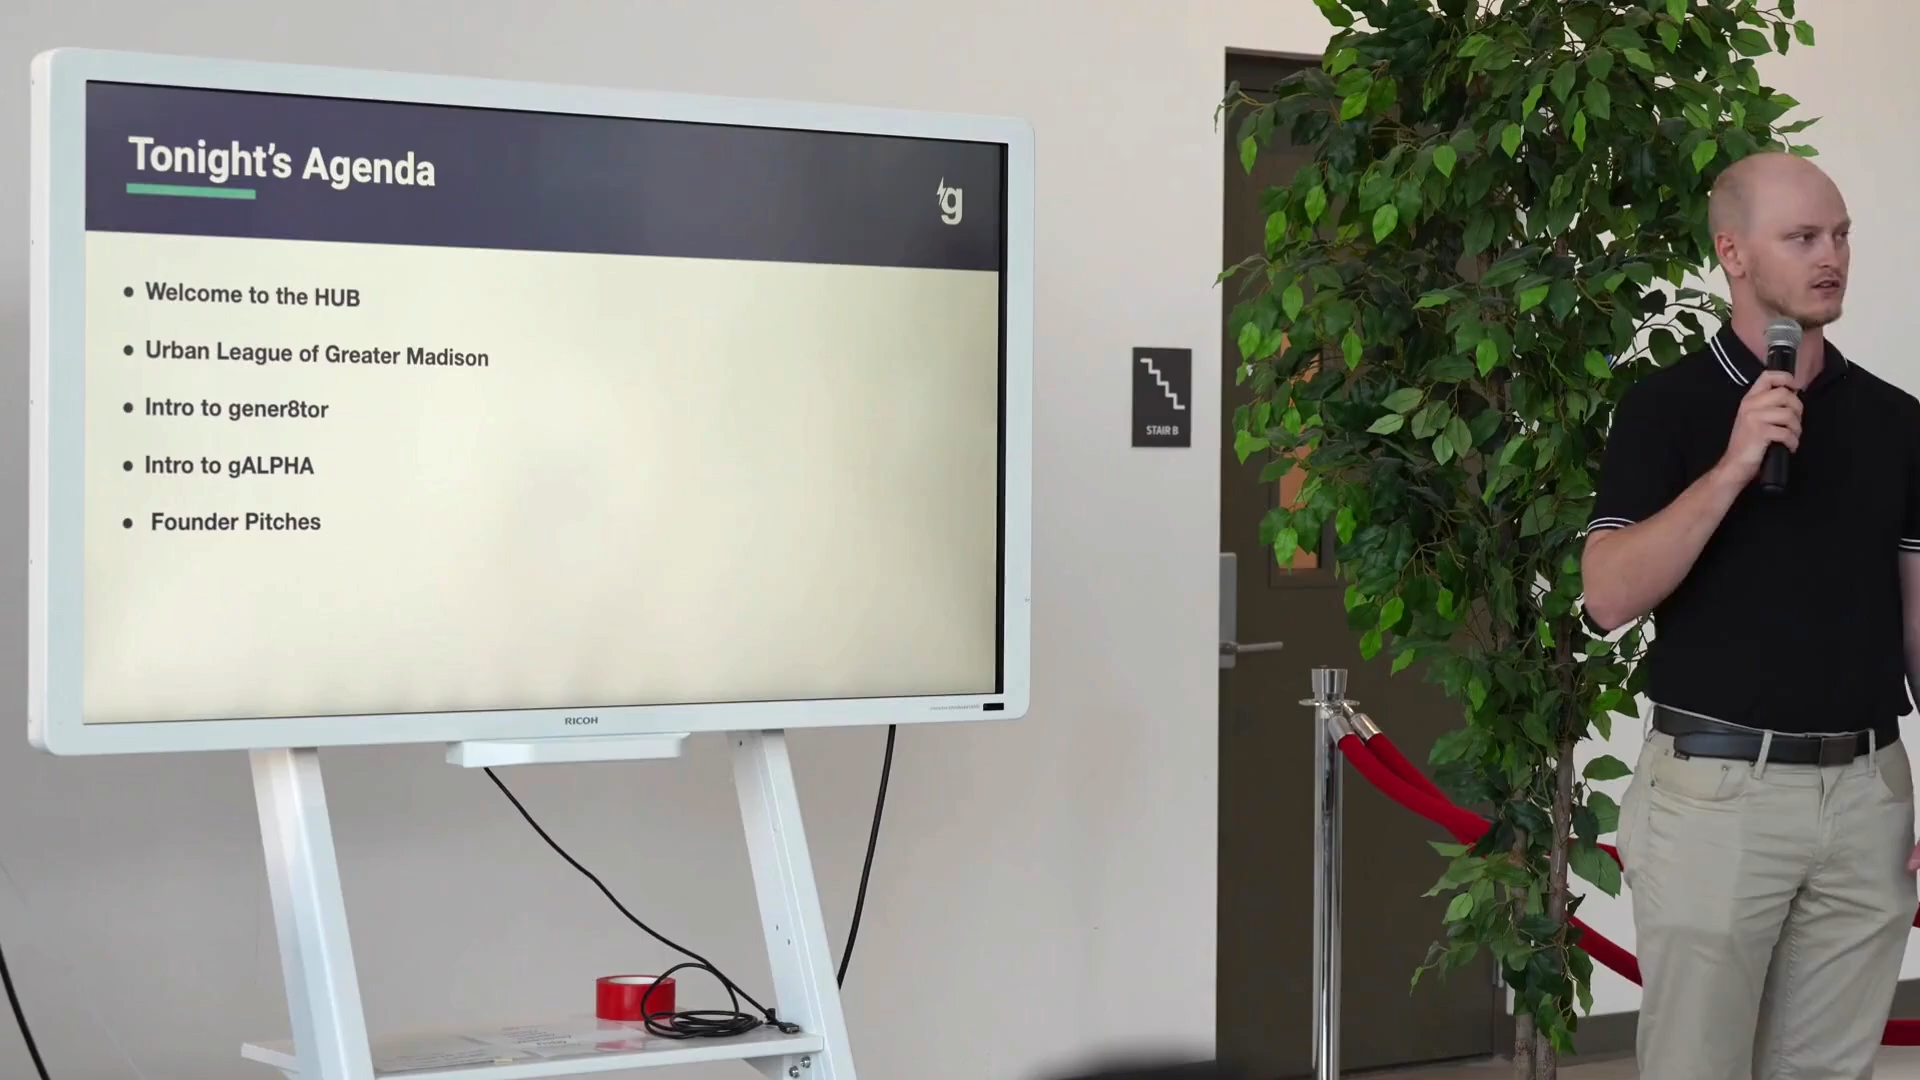 Tonight's Agenda
g
• Welcome to the HUB
• Urban League of Greater Madison
• Intro to gener8tor
• Intro to gALPHA
• Founder Pitches
RICOH
STAIR B